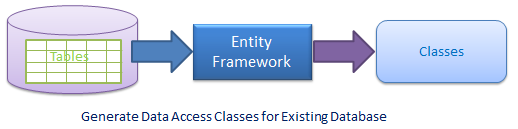 Tables
Entity
Framework
Classes
Generate Data Access Classes for Existing Database